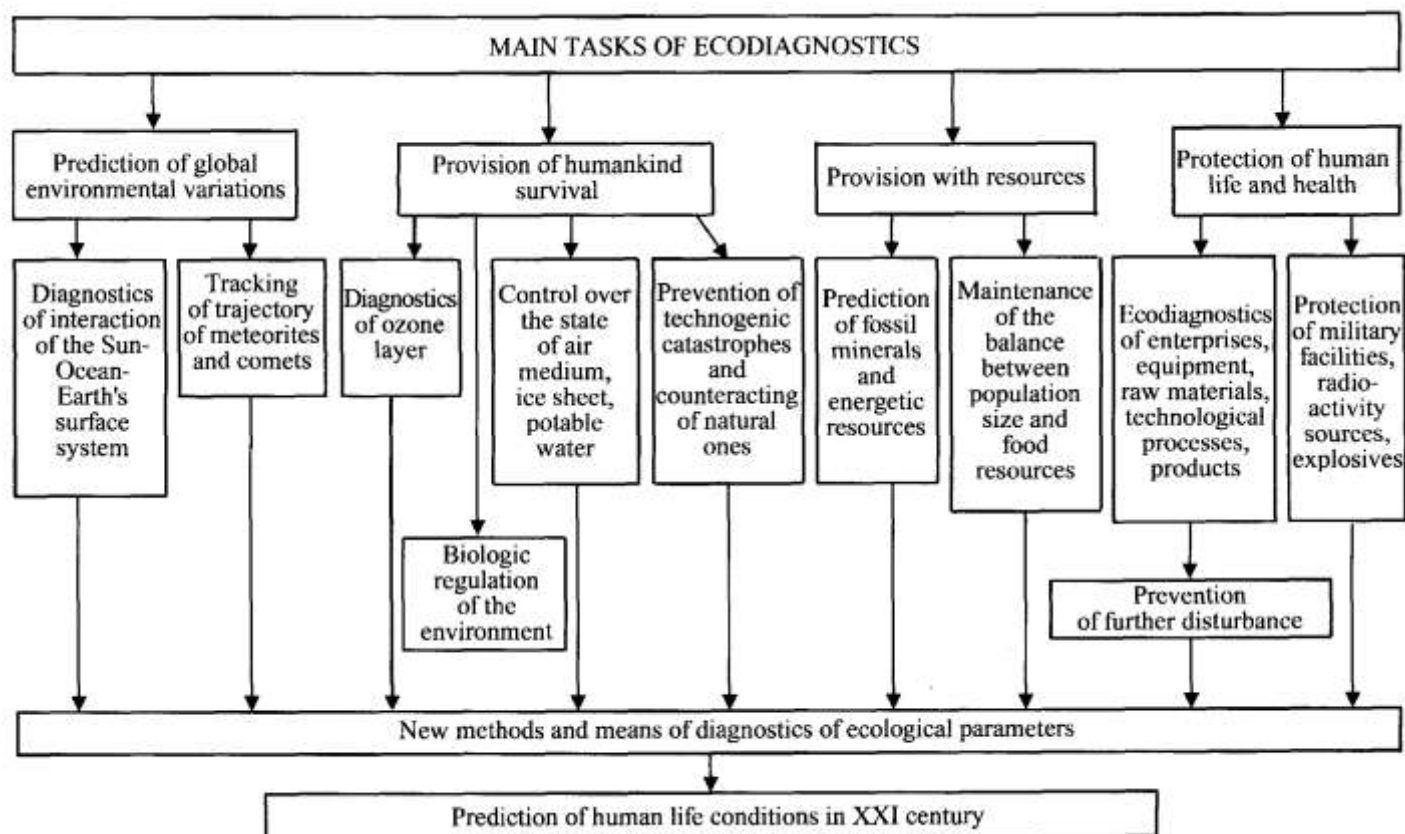 MAIN TASKS OF ECODIAGNOSTICS
Prediction of global
environmental variations
Provision of humankind
survival
Provision with resources
Protection of human
life and health
Diagnostics
of interaction
of the Sun-
Ocean-
Earth's
surface
system
Tracking
of trajectory
of meteorites
and comets
Diagnostics
of ozone
layer
Control over
the state
of air
medium,
ice sheet,
potable
water
Prevention of
technogenic
catastrophes
and
counteracting
of natural
ones
Prediction
of fossil
minerals
and
energetic
resources
Maintenance
of the
balance
between
population
size and
food
resources
Ecodiagnostics
of enterprises,
equipment,
raw materials,
technological
processes,
products
Protection
of military
facilities,
radio-
activity
sources,
explosives
Biologic
regulation
of the
environment
Prevention
of further disturbance
New methods and means of diagnostics of ecological parameters
Prediction of human life conditions in XXI century